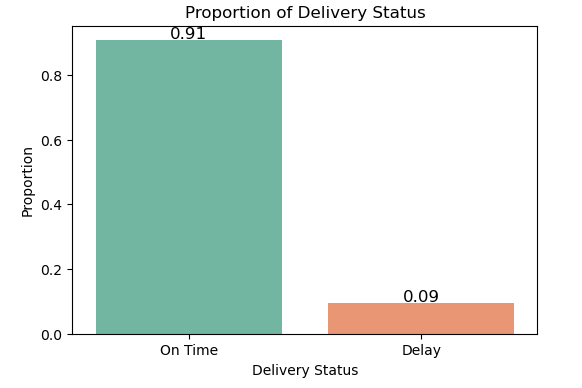 Proportion of Delivery Status
0.91
0.8
0.6
0.4
0.2
0.0
Proportion
0.09
On Time
Delay
Delivery Status